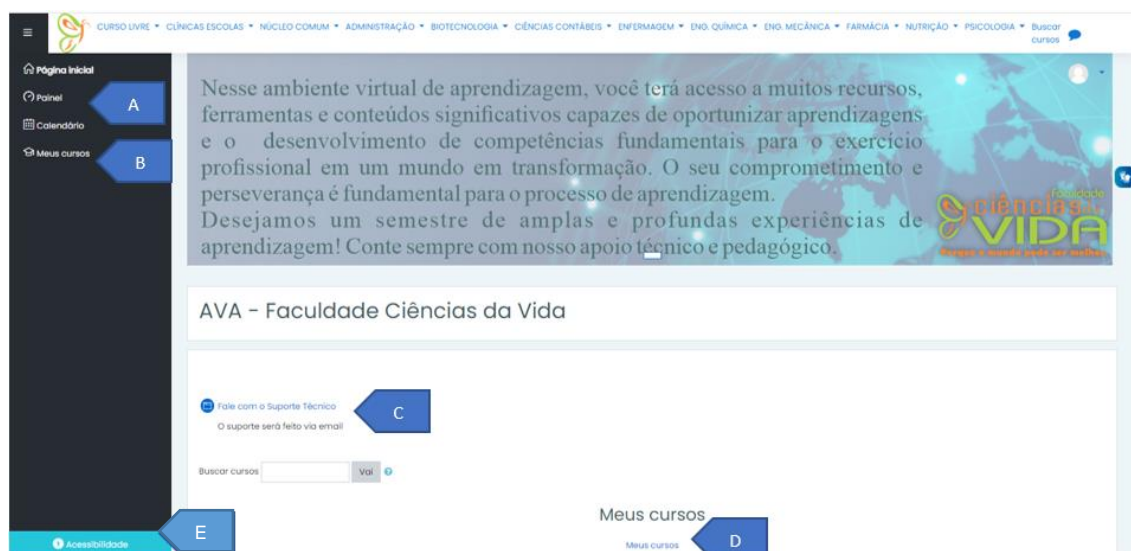 CURSO LIVRE CLÍNICAS ESCOLAS NÚCLEO COMUM ADMINISTRAÇÃO BIOTECNOLOGIA CIÊNCIAS CONTÁBEIS ENFERMAGEM ENG. QUÍMICA ENG. MECÂNICA FARMÁCIA NUTRIÇÃO PSICOLOGIA Buscar
cursos
Página inicial
Painel
A
Calendário
Meus cursos
B
Nesse ambiente virtual de aprendizagem, você terá acesso a muitos recursos,
ferramentas e conteúdos significativos capazes de oportunizar aprendizagens
e o desenvolvimento de competências fundamentais para o exercício
profissional em um mundo em transformação. O seu comprometimento e
perseverança é fundamental para o processo de aprendizagem.
Desejamos um semestre de amplas e profundas experiências de
aprendizagem! Conte sempre com nosso apoio técnico e pedagógico.
Faculdade
ciências da
VIDA
Porque o mundo pode ser melhor
AVA - Faculdade Ciências da Vida
Fale com o Suporte Técnico
C
O suporte será feito via email
Buscar cursos Vai
Meus cursos
Meus cursos
D
E
Acessibilidade